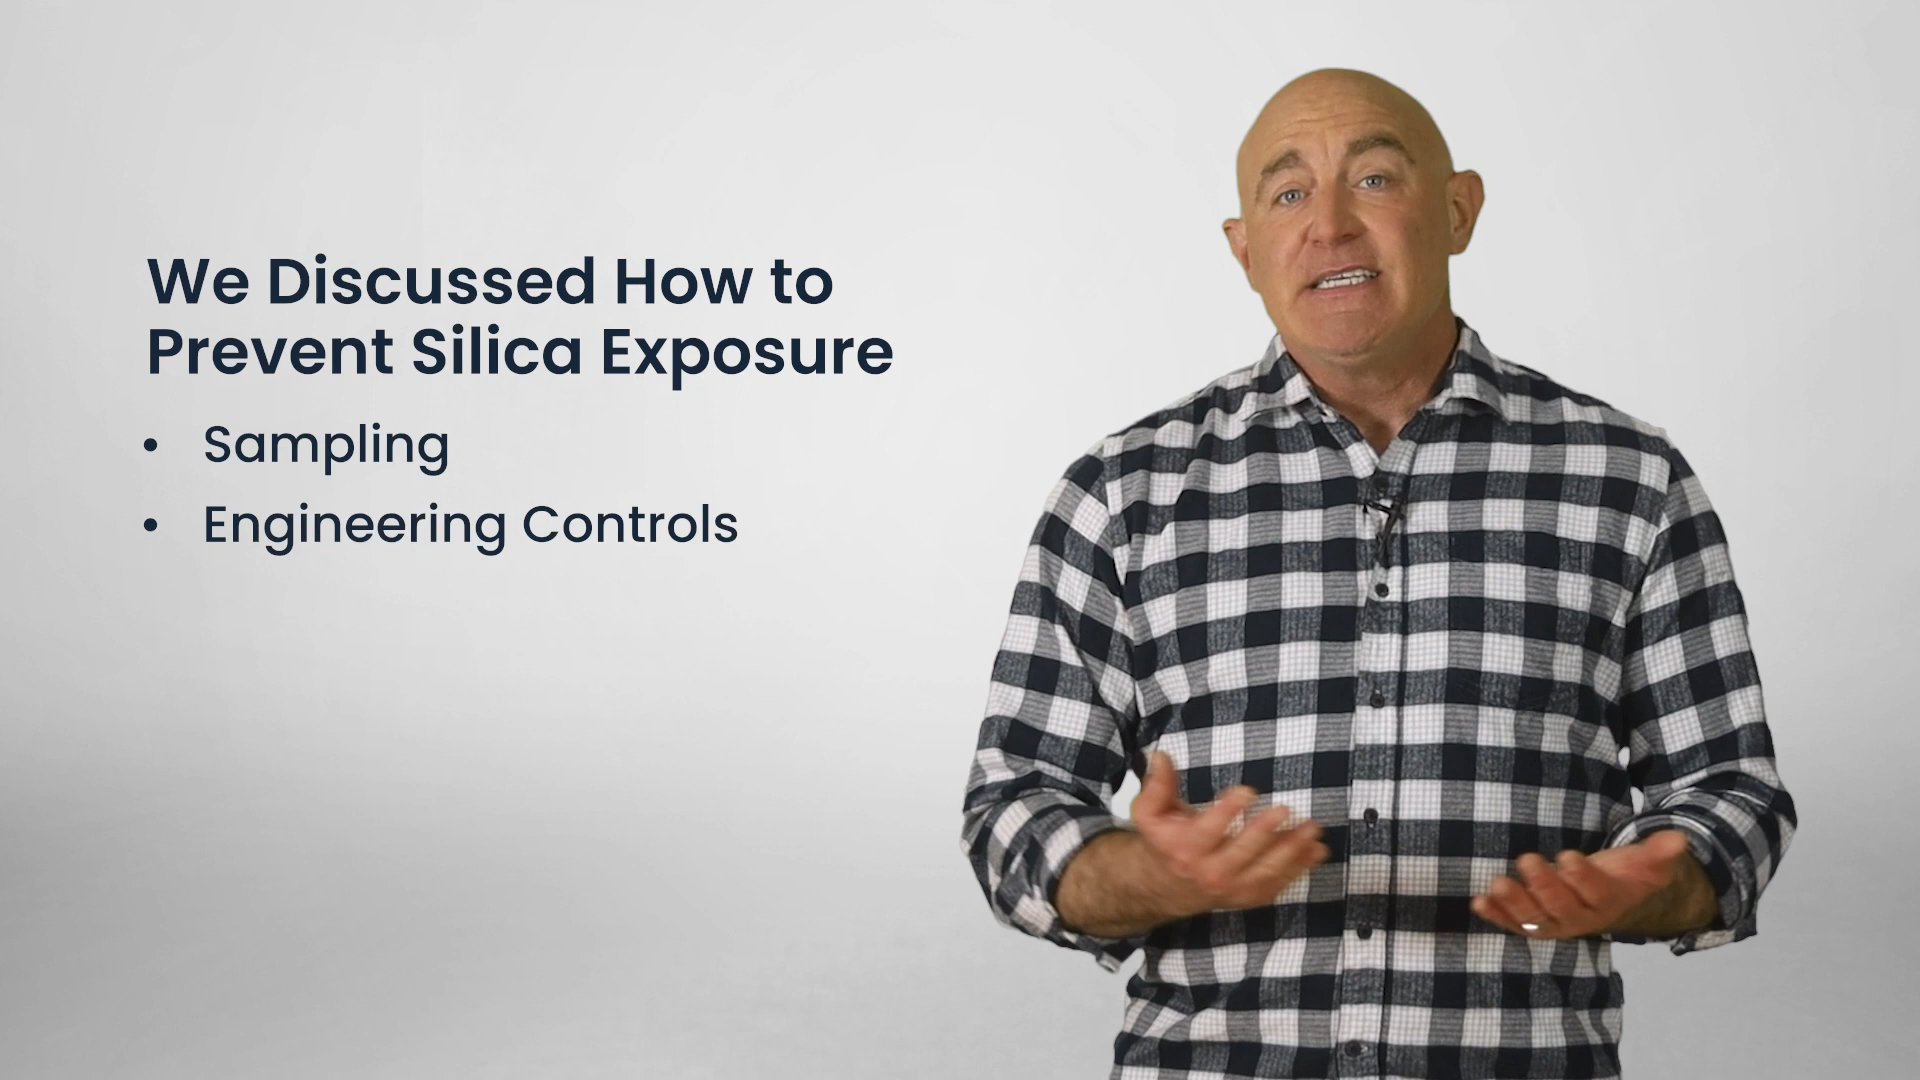 We Discussed How to
Prevent Silica Exposure
• Sampling
• Engineering Controls